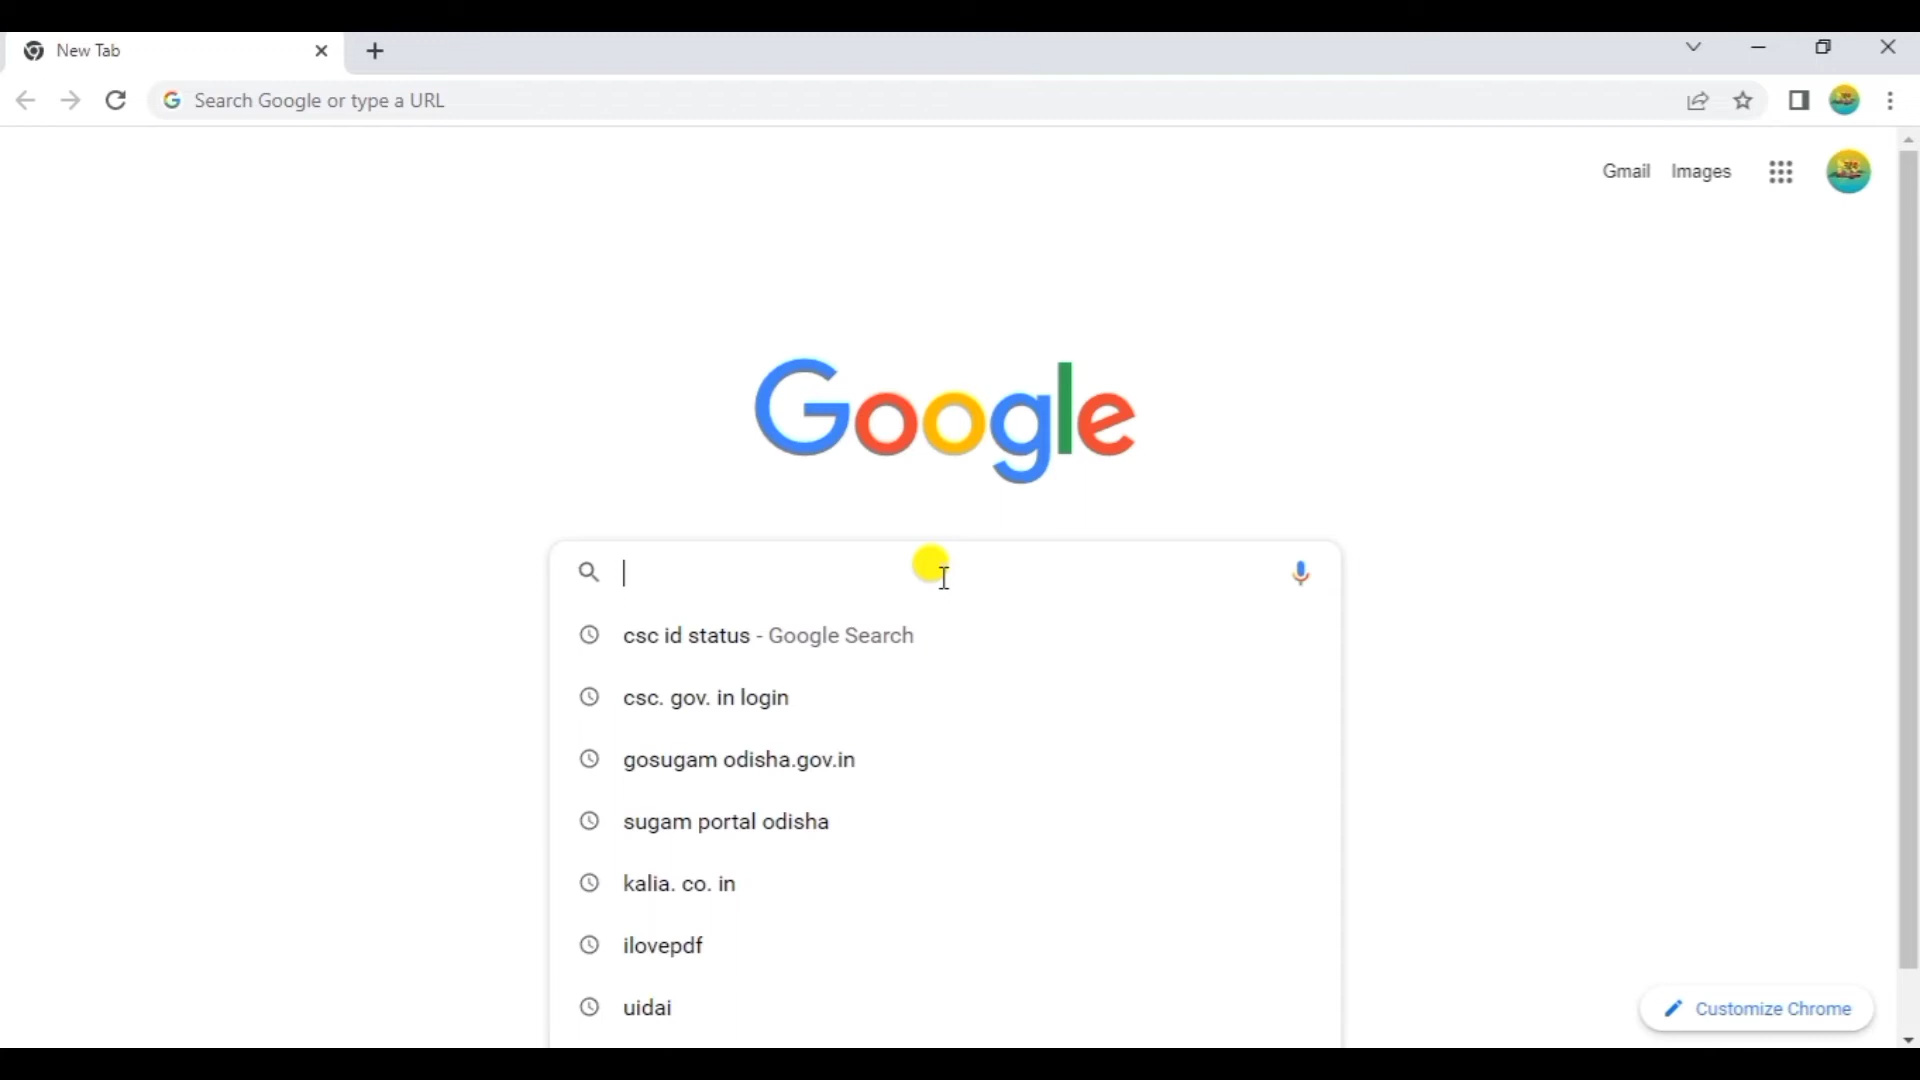 New Tab
Search Google or type a URL
Gmail Images
Google
csc id status - Google Search
csc. gov. in login
gosugam odisha.gov.in
sugam portal odisha
kalia. co. in
ilovepdf
uidai
Customize Chrome